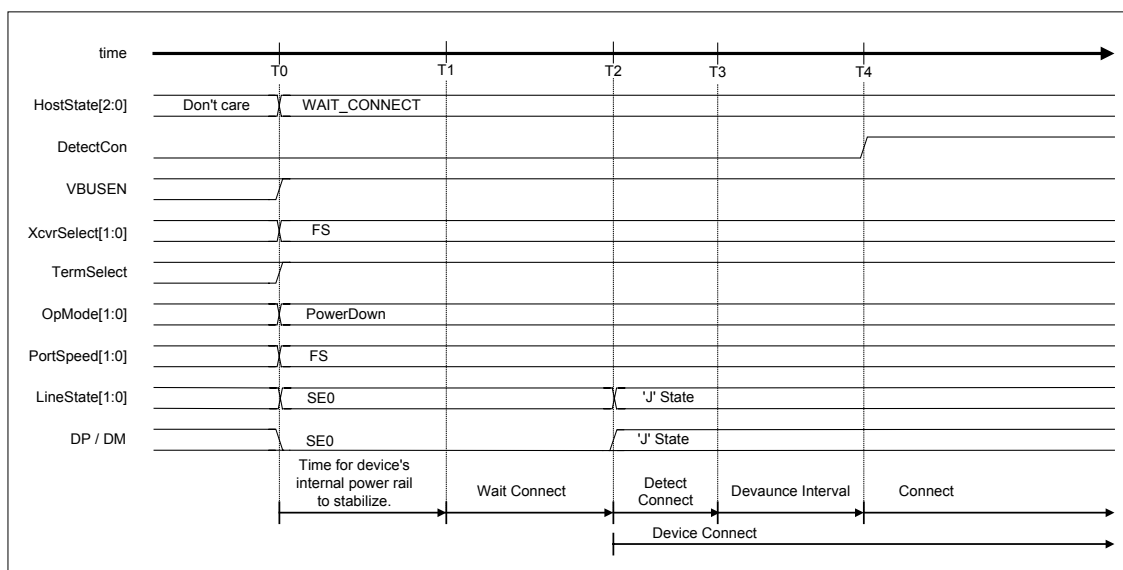 time
T0 T1 T2 T3 T4
HostState[2:0] Don't care WAIT_CONNECT
DetectCon
VBUSEN
XcvrSelect[1:0] FS
TermSelect
OpMode[1:0] PowerDown
PortSpeed[1:0] FS
LineState[1:0] SE0 'J' State
DP / DM SE0 'J' State
Time for device's
internal power rail
to stabilize.
Wait Connect
Detect
Connect
Devaunce Interval
Connect
Device Connect